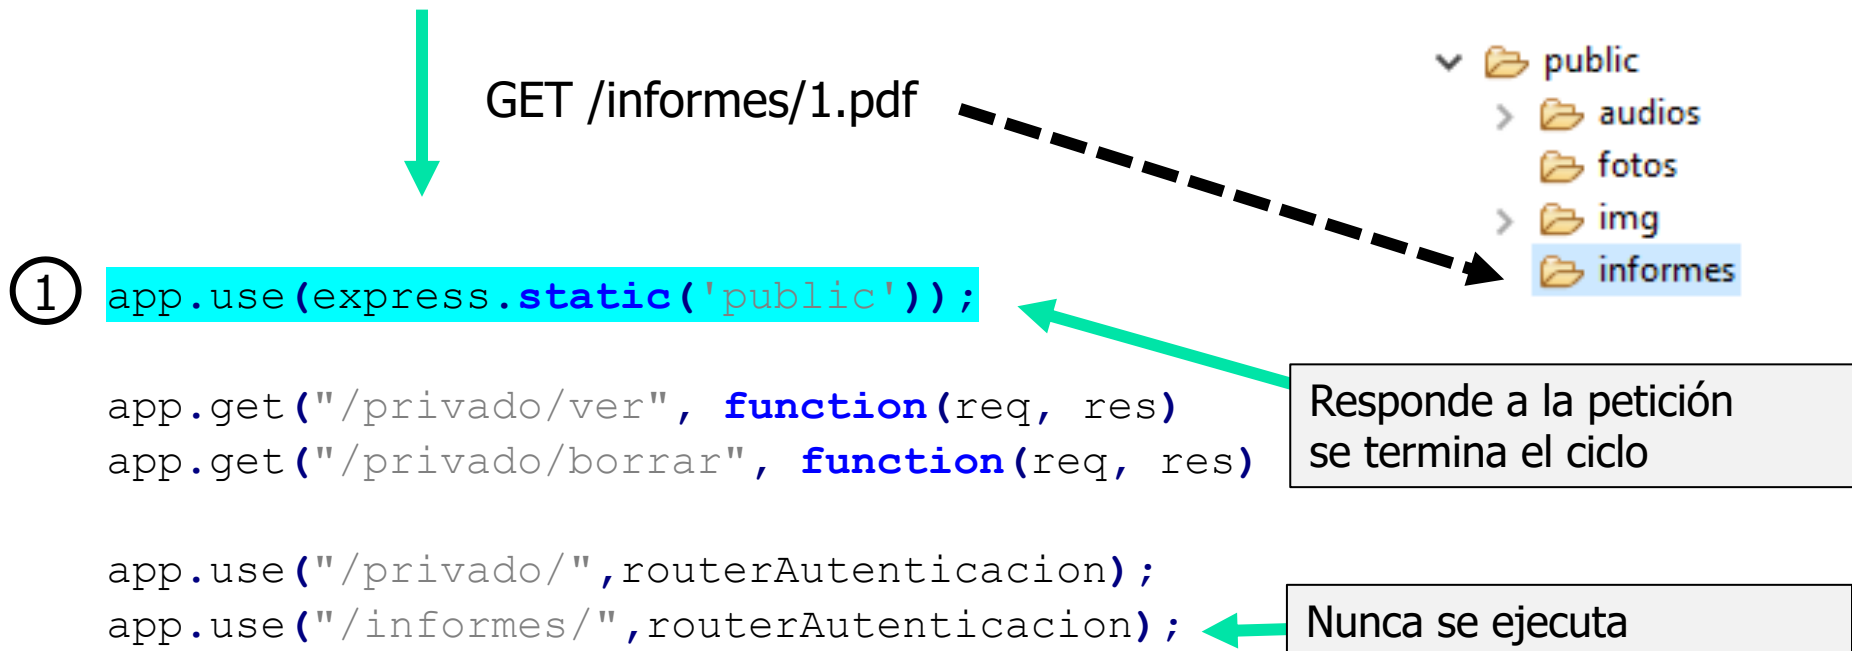 GET /informes/1.pdf
public
audios
fotos
img
informes
1
app.use(express.static('public'));
Responde a la petición
se termina el ciclo
app.get("/privado/ver", function(req, res)
app.get("/privado/borrar", function(req, res)
app.use("/privado/",routerAutenticacion);
app.use("/informes/",routerAutenticacion);
Nunca se ejecuta